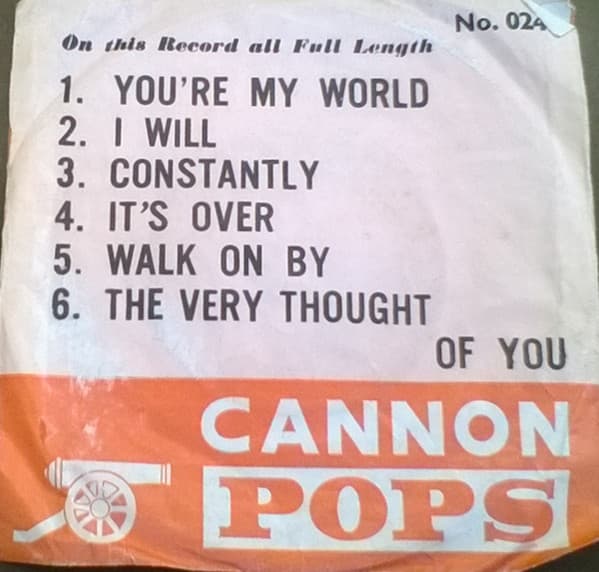 No. 024
On this Record all Full Length
1. YOU'RE MY WORLD
2. I WILL
3. CONSTANTLY
4. IT'S OVER
5. WALK ON BY
6. THE VERY THOUGHT
OF YOU
CANNON
POPS